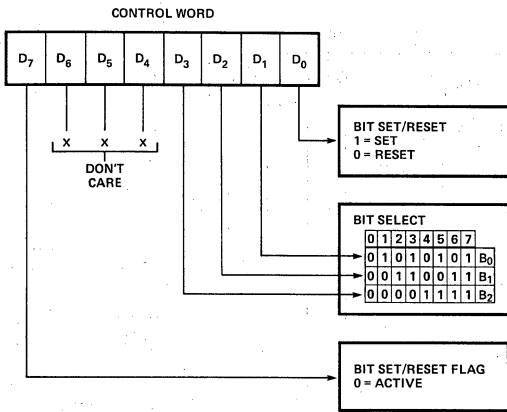 CONTROL WORD
D7 D6 D5 D4 D3 D2 D1 D0
X X X
DON'T
CARE
BIT SET/RESET
1 = SET
0 = RESET
BIT SELECT
0 1 2 3 4 5 6 7
0 1 0 1 0 1 0 1 B0
0 0 1 1 0 0 1 1 B1
0 0 0 0 1 1 1 1 B2
BIT SET/RESET FLAG
0 = ACTIVE